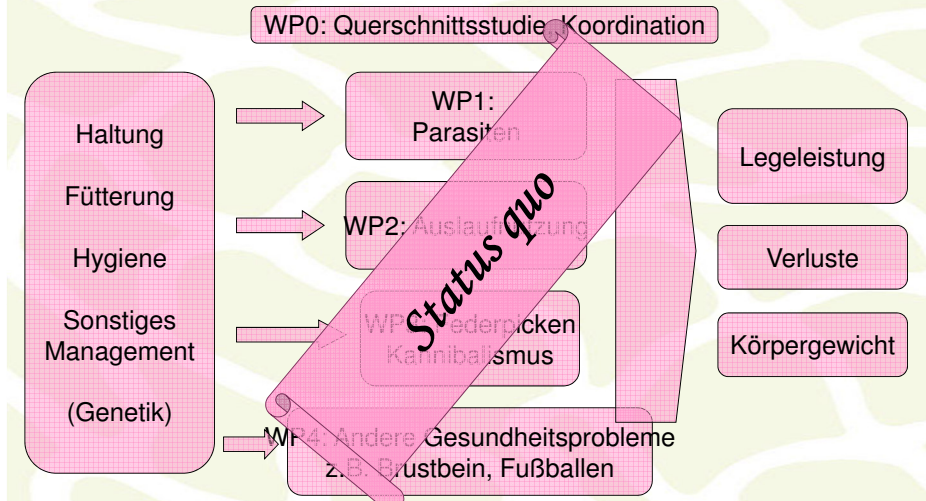 WP0: Querschnittsstudie, Koordination
Haltung
Fütterung
Hygiene
Sonstiges
Management
(Genetik)
WP1:
Parasiten
WP2: Auslaufnutzung
WP3: Federpicken
Kannibalismus
WP4: Andere Gesundheitsprobleme
z.B. Brustbein, Fußballen
Status quo
Legeleistung
Verluste
Körpergewicht